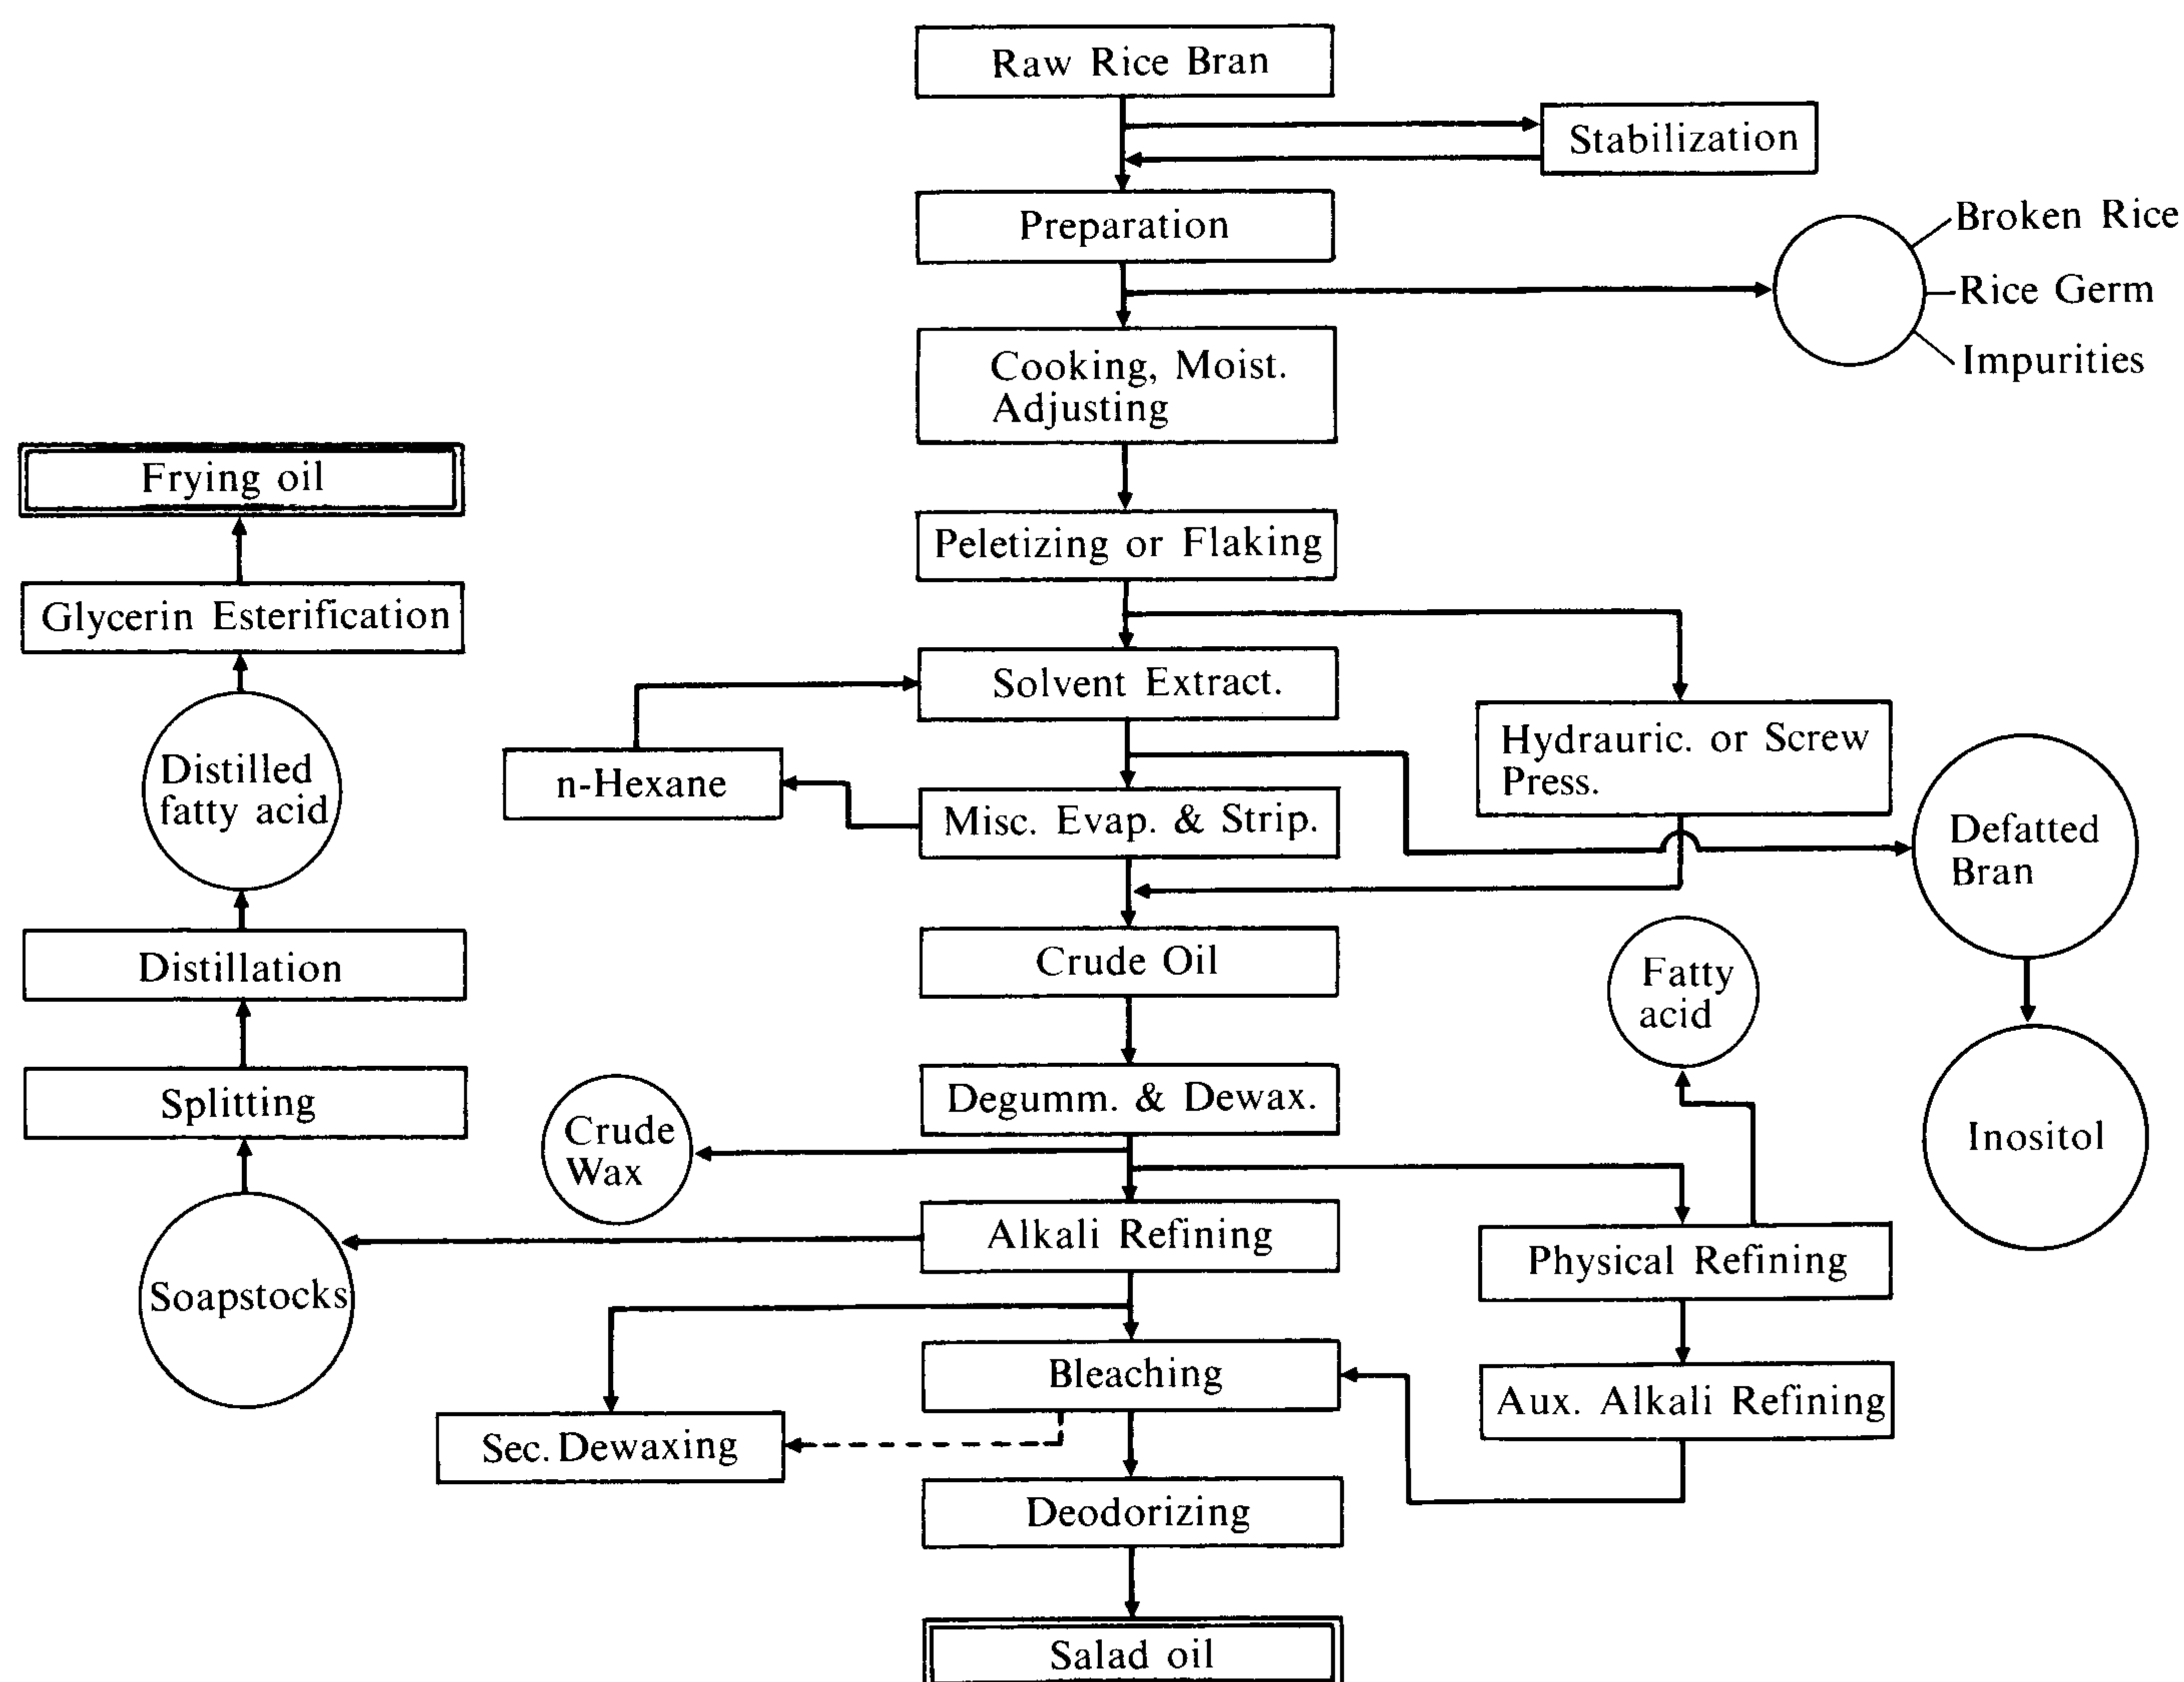 Raw Rice Bran
Stabilization
Preparation
Broken Rice
Rice Germ
Impurities
Cooking, Moist.
Adjusting
Frying oil
Peletizing or Flaking
Glycerin Esterification
Solvent Extract.
Hydrauric. or Screw
Press.
Distilled
fatty acid
n-Hexane
Misc. Evap. & Strip.
Defatted
Bran
Distillation
Crude Oil
Fatty
acid
Splitting
Degumm. & Dewax.
Crude
Wax
Inositol
Alkali Refining
Physical Refining
Soapstocks
Bleaching
Aux. Alkali Refining
Sec. Dewaxing
Deodorizing
Salad oil